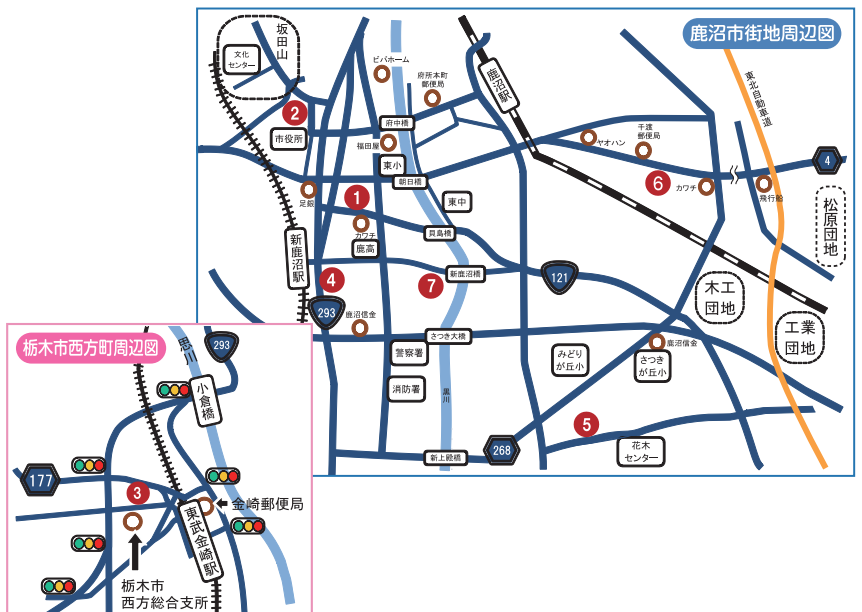 鹿沼市街地周辺図
坂田山
文化
センター
ビバホーム
府所本町
郵便局
鹿沼駅
東北自動車道
2
市役所
府中橋
福田屋
東小
朝日橋
千渡
郵便局
ヤオハン
6
カワチ
飛行船
4
松原団地
足銀
1
カワチ
鹿高
東中
貝島橋
新鹿沼駅
4
293
7
新鹿沼橋
121
木工
団地
工業
団地
鹿沼信金
さつき大橋
警察署
消防署
黒川
みどり
が丘小
さつき
が丘小
鹿沼信金
5
花木
センター
268
新上殿橋
栃木市西方町周辺図
思川
293
小倉橋
177
3
金崎郵便局
東武金崎駅
栃木市
西方総合支所